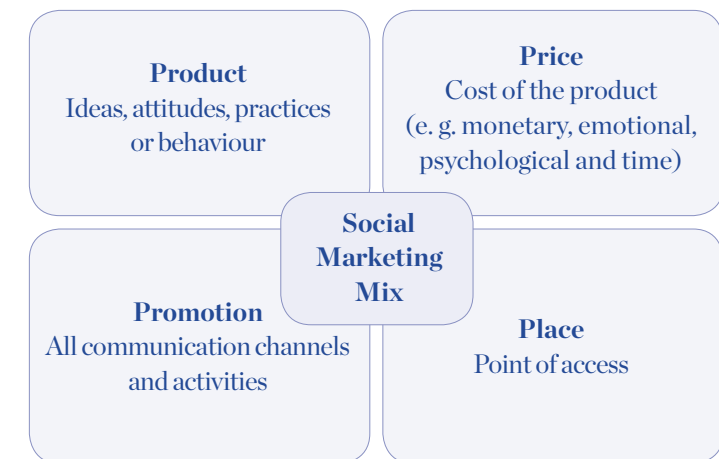 Product
Ideas, attitudes, practices
or behaviour
Price
Cost of the product
(e. g. monetary, emotional,
psychological and time)
Social
Marketing
Mix
Promotion
All communication channels
and activities
Place
Point of access